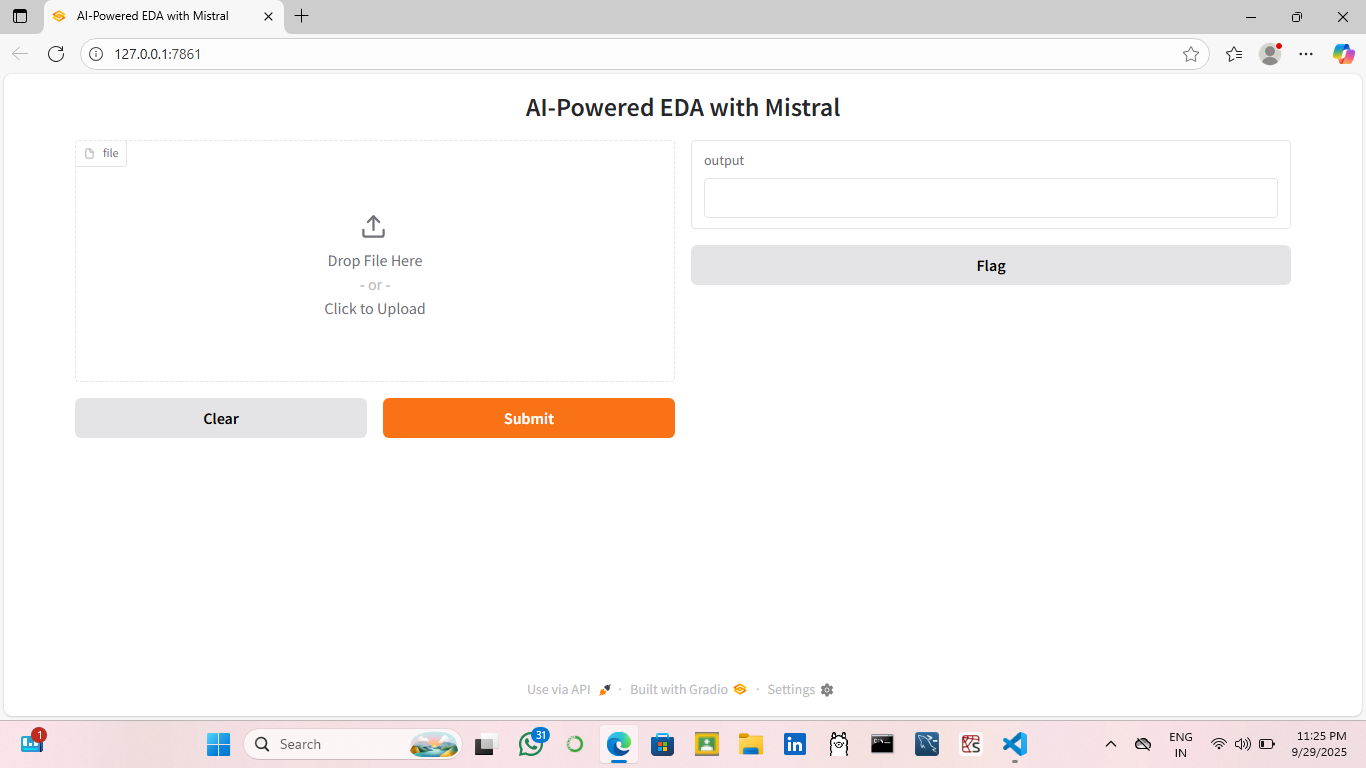 AI-Powered EDA with Mistral
127.0.0.1:7861
AI-Powered EDA with Mistral
file
Drop File Here
- or -
Click to Upload
Clear
Submit
output
Flag
Use via API · Built with Gradio · Settings
1
Search
31
ENG
IN
11:25 PM
9/29/2025